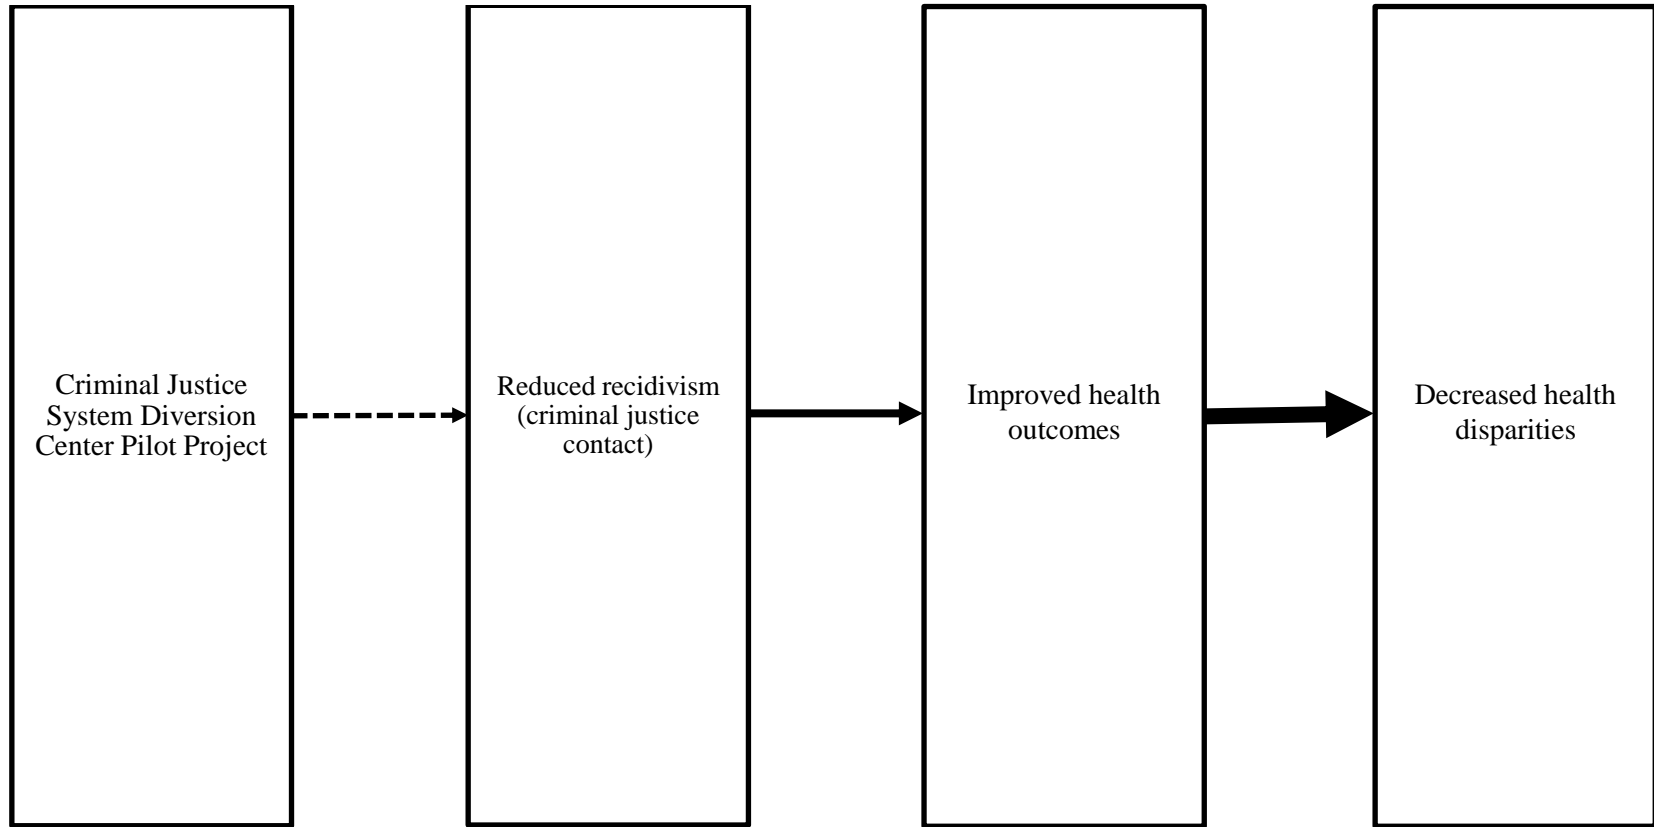 Criminal Justice
System Diversion
Center Pilot Project
Reduced recidivism
(criminal justice
contact)
Improved health
outcomes
Decreased health
disparities